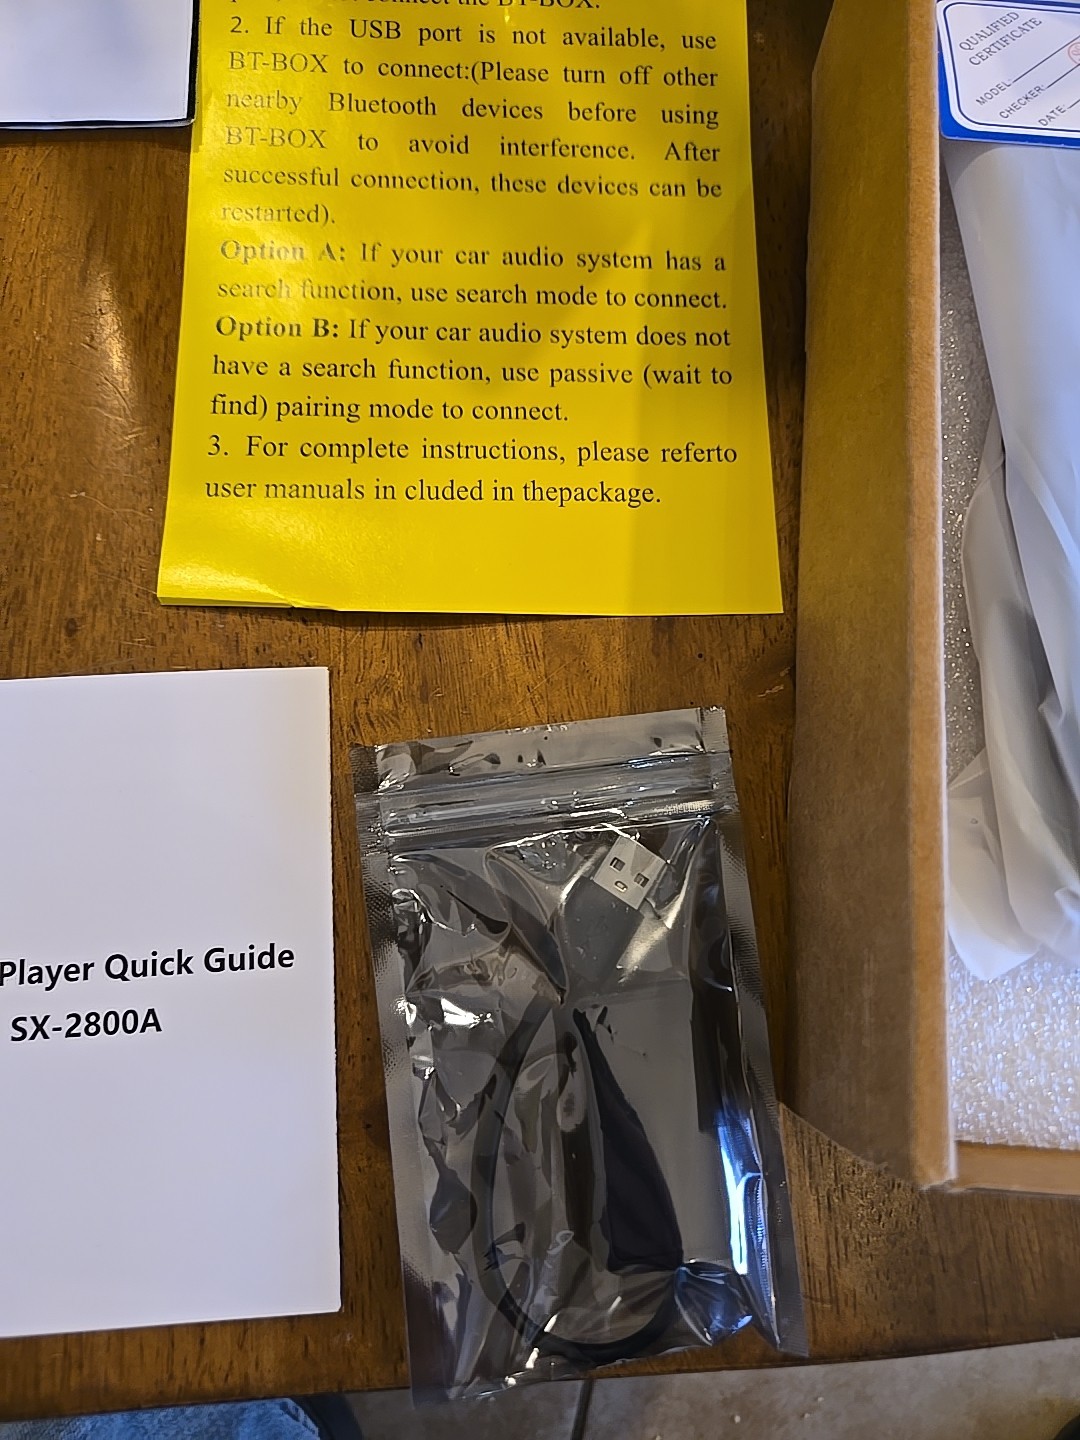 connect the BT-BOX.
2. If the USB port is not available, use
BT-BOX to connect:(Please turn off other
nearby Bluetooth devices before using
BT-BOX to avoid interference. After
successful connection, these devices can be
restarted).
Option A: If your car audio system has a
search function, use search mode to connect.
Option B: If your car audio system does not
have a search function, use passive (wait to
find) pairing mode to connect.
3. For complete instructions, please referto
user manuals in cluded in thepackage.
QUALIFIED
CERTIFICATE
MODEL:
CHECKER:
DATE:
Player Quick Guide
SX-2800A